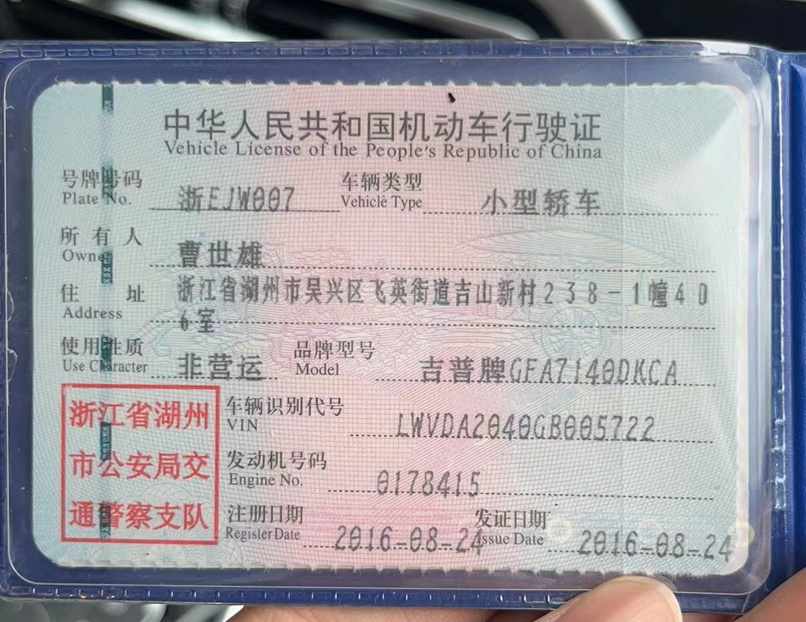 中华人民共和国机动车行驶证
Vehicle License of the People's Republic of China
号牌号码 浙EJW007 车辆类型 小型轿车
Plate No. Vehicle Type
所有人 曹世雄
Owner
住址 浙江省湖州市吴兴区飞英街道吉山新村238-1幢40
Address 6室
使用性质 非营运 品牌型号 吉普牌GFA7140DKCA
Use Character Model
浙江省湖州
市公安局交
通警察支队
车辆识别代号 LWVDA2040GB005722
VIN
发动机号码 0178415
Engine No.
注册日期 2016-08-24 发证日期 2016-08-24
Register Date Issue Date